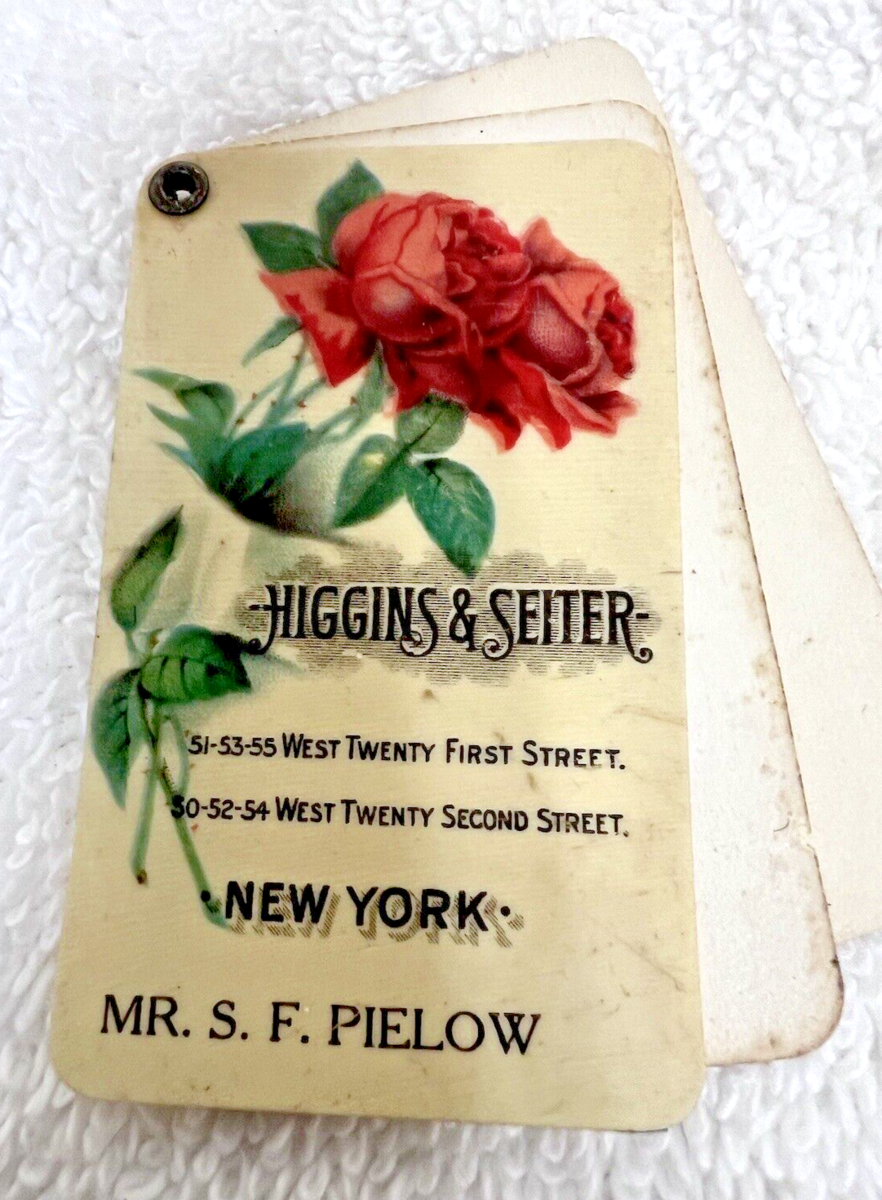 -HIGGINS & SEITER-
51-53-55 WEST TWENTY FIRST STREET.
50-52-54 WEST TWENTY SECOND STREET.
·NEW YORK·
MR. S. F. PIELOW